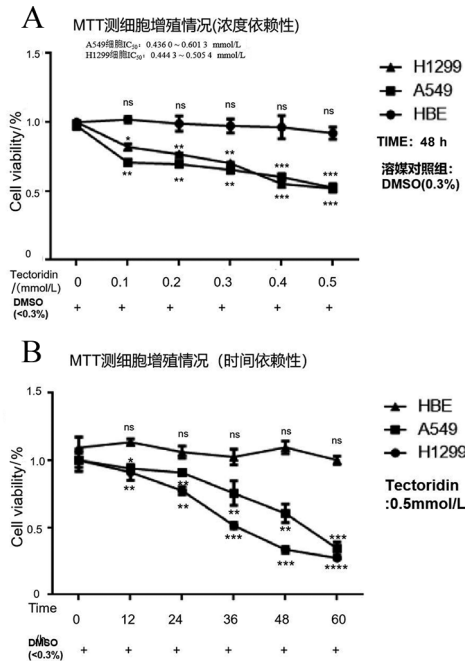 A
MTT测细胞增殖情况(浓度依赖性)
A549细胞IC50: 0.436 0～0.601 3 mmol/L
H1299细胞IC50: 0.444 3～0.505 4 mmol/L
1.5
1.0
0.5
0
Cell viability/%
ns ns ns ns ns
* ** ** *** ***
** ** ** *** ***
H1299
A549
HBE
TIME: 48 h
溶媒对照组:
DMSO(0.3%)
Tectoridin
/(mmol/L)
0 0.1 0.2 0.3 0.4 0.5
DMSO
(<0.3%)
+ + + + + +
B
MTT测细胞增殖情况（时间依赖性）
1.5
1.0
0.5
0
Cell viability/%
ns ns ns ns ns
* ** ** ** ***
** ** *** *** ****
HBE
A549
H1299
Tectoridin
:0.5mmol/L
Time
0 12 24 36 48 60
DMSO
(<0.3%)
+ + + + + +